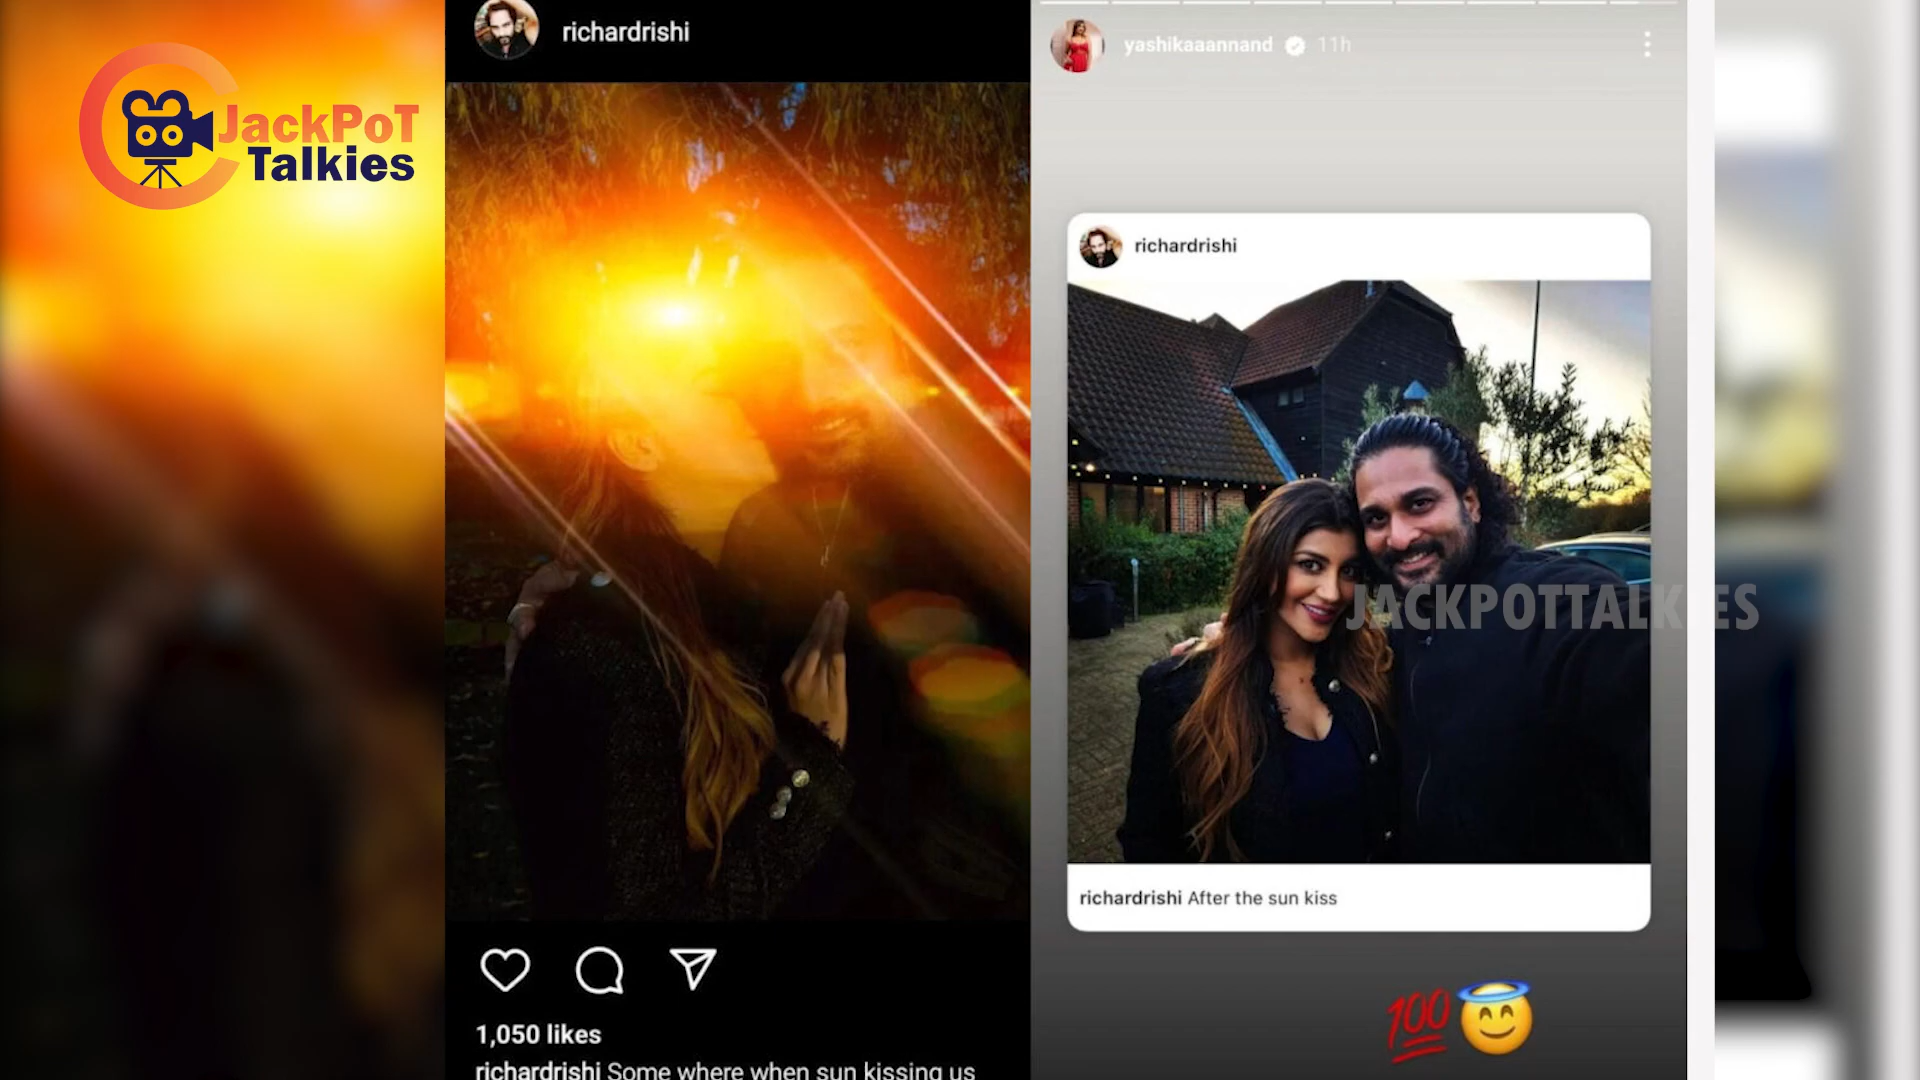 JackPoT
Talkies
richardrishi
1,050 likes
richardrishi Some where when sun kissing us
yashikaaannand 11h
richardrishi
JACKPOTTALKIES
richardrishi After the sun kiss
100